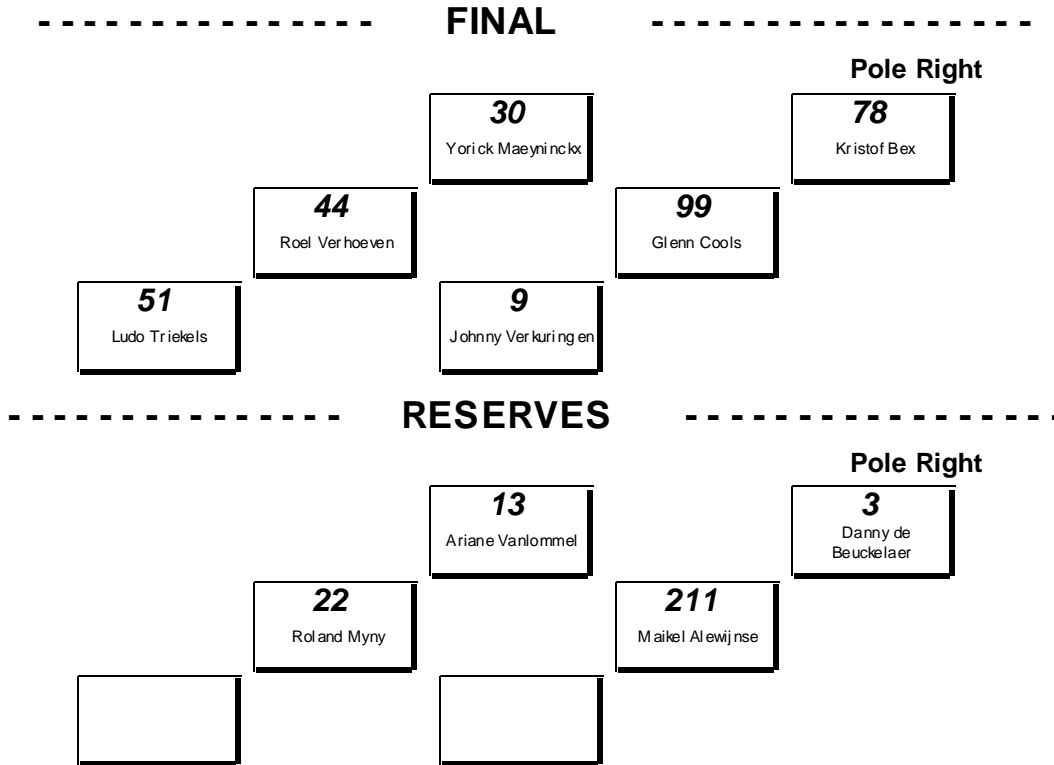 - - - - - - - - - - - - - - - FINAL - - - - - - - - - - - - - - - - -
Pole Right
30
Yorick Maeyninckx
78
Kristof Bex
44
Roel Verhoeven
99
Glenn Cools
51
Ludo Triekels
9
Johnny Verkuringen
- - - - - - - - - - - - - - - RESERVES - - - - - - - - - - - - - - - - -
Pole Right
13
Ariane Vanlommel
3
Danny de
Beuckelaer
22
Roland Myny
211
Maikel Alewijnse